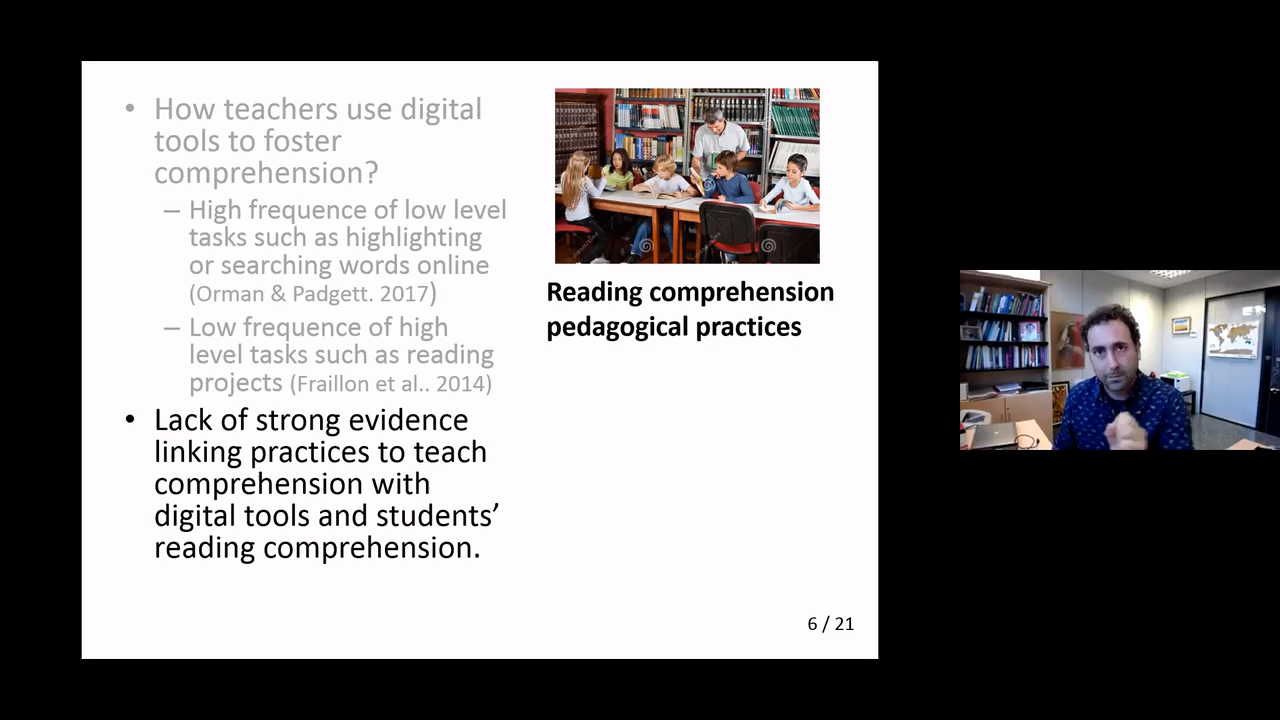 • How teachers use digital
tools to foster
comprehension?
– High frequence of low level
tasks such as highlighting
or searching words online
(Orman & Padgett. 2017)
– Low frequence of high
level tasks such as reading
projects (Fraillon et al.. 2014)
• Lack of strong evidence
linking practices to teach
comprehension with
digital tools and students’
reading comprehension.
Reading comprehension
pedagogical practices
6 / 21